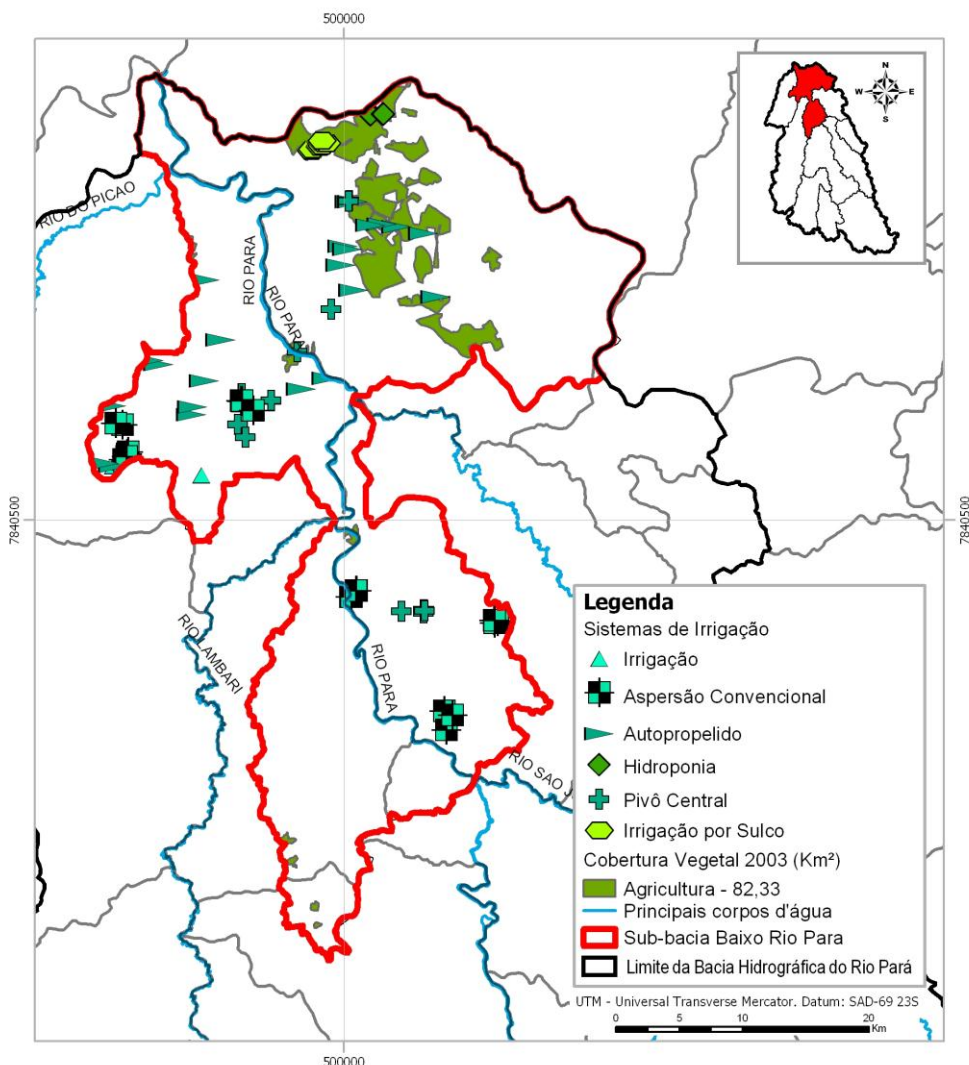 500000
N
W E
S
RIO DO PICAO
RIO PARA
RIO PARA
7840500
7840500
RIO LAMBARI
RIO PARA
RIO SAO J
Legenda
Sistemas de Irrigação
Irrigação
Aspersão Convencional
Autopropelido
Hidroponia
Pivô Central
Irrigação por Sulco
Cobertura Vegetal 2003 (Km²)
Agricultura - 82,33
Principais corpos d'água
Sub-bacia Baixo Rio Para
Limite da Bacia Hidrográfica do Rio Pará
UTM - Universal Transverse Mercator. Datum: SAD-69 23S
0 5 10 20
Km
500000